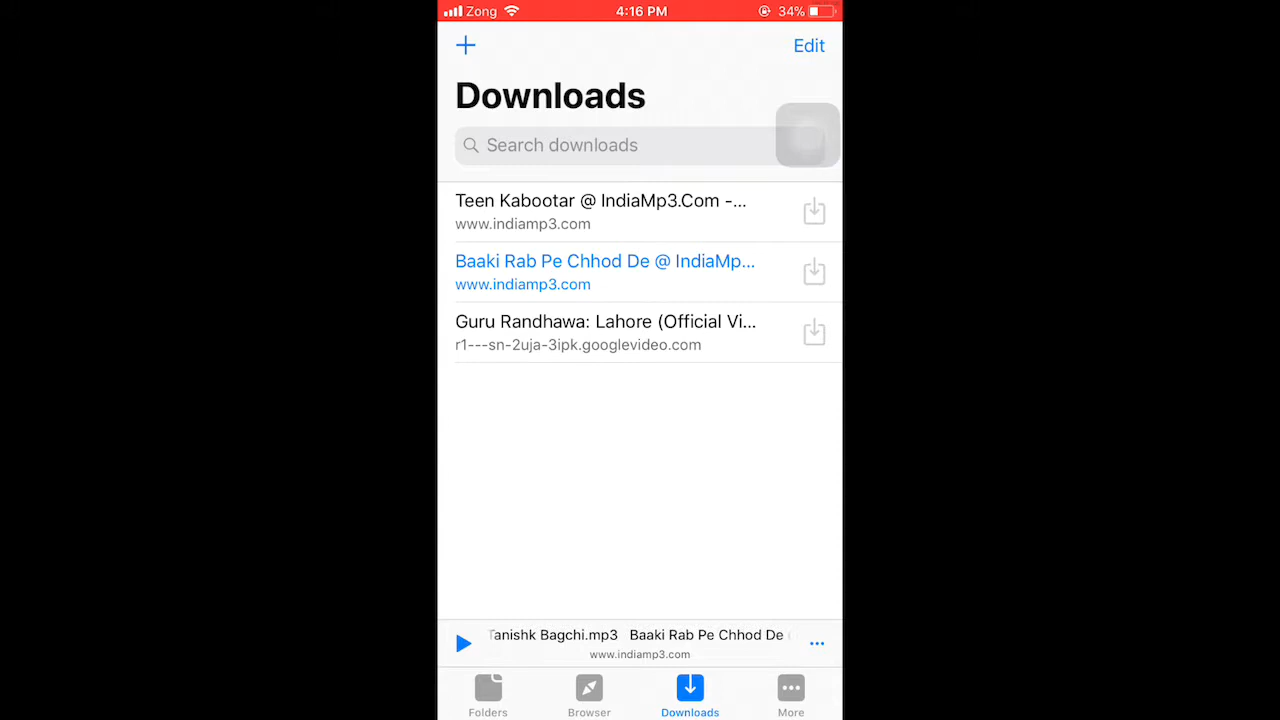 Zong 4:16 PM 34%
Edit
Downloads
Search downloads
Teen Kabootar @ IndiaMp3.Com -...
www.indiamp3.com
Baaki Rab Pe Chhod De @ IndiaMp...
www.indiamp3.com
Guru Randhawa: Lahore (Official Vi...
r1---sn-2uja-3ipk.googlevideo.com
Tanishk Bagchi.mp3 Baaki Rab Pe Chhod De
www.indiamp3.com
Folders Browser Downloads More